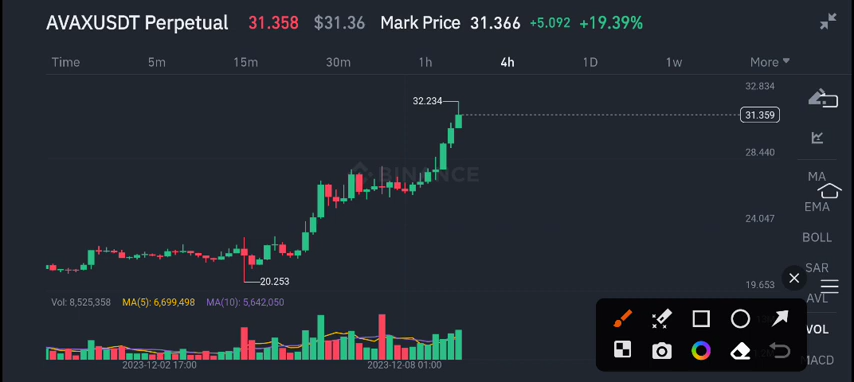 AVAXUSDT Perpetual 31.358 $31.36 Mark Price 31.366 +5.092 +19.39%
Time 5m 15m 30m 1h 4h 1D 1w More
32.834
32.234
31.359
BINANCE
28.440
MA
EMA
24.047
BOLL
SAR
20.253
19.653
AVL
Vol: 8,525,358 MA(5): 6,699,498 MA(10): 5,642,050
VOL
MACD
2023-12-02 17:00 2023-12-08 01:00